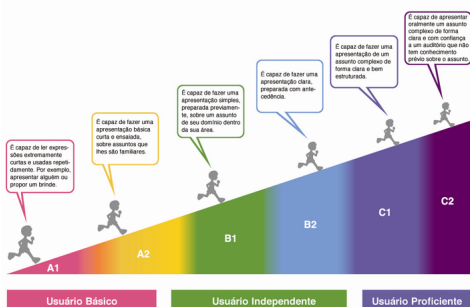 É capaz de ler expres-
sões extremamente
curtas e usadas repeti-
damente. Por exemplo,
apresentar alguém ou
propor um brinde.
É capaz de fazer uma
apresentação básica
curta e ensaiada,
sobre assuntos que
lhes são familiares.
É capaz de fazer uma
apresentação simples,
preparada previamen-
te, sobre um assunto
de seu domínio dentro
da sua área.
É capaz de fazer uma
apresentação clara,
preparada com ante-
cedência.
É capaz de fazer uma
apresentação de um
assunto complexo de
forma clara e bem
estruturada.
É capaz de apresentar
oralmente um assunto
complexo de forma
clara e com confiança
a um auditório que não
tem conhecimento
prévio sobre o assunto.
A1
A2
B1
B2
C1
C2
Usuário Básico
Usuário Independente
Usuário Proficiente